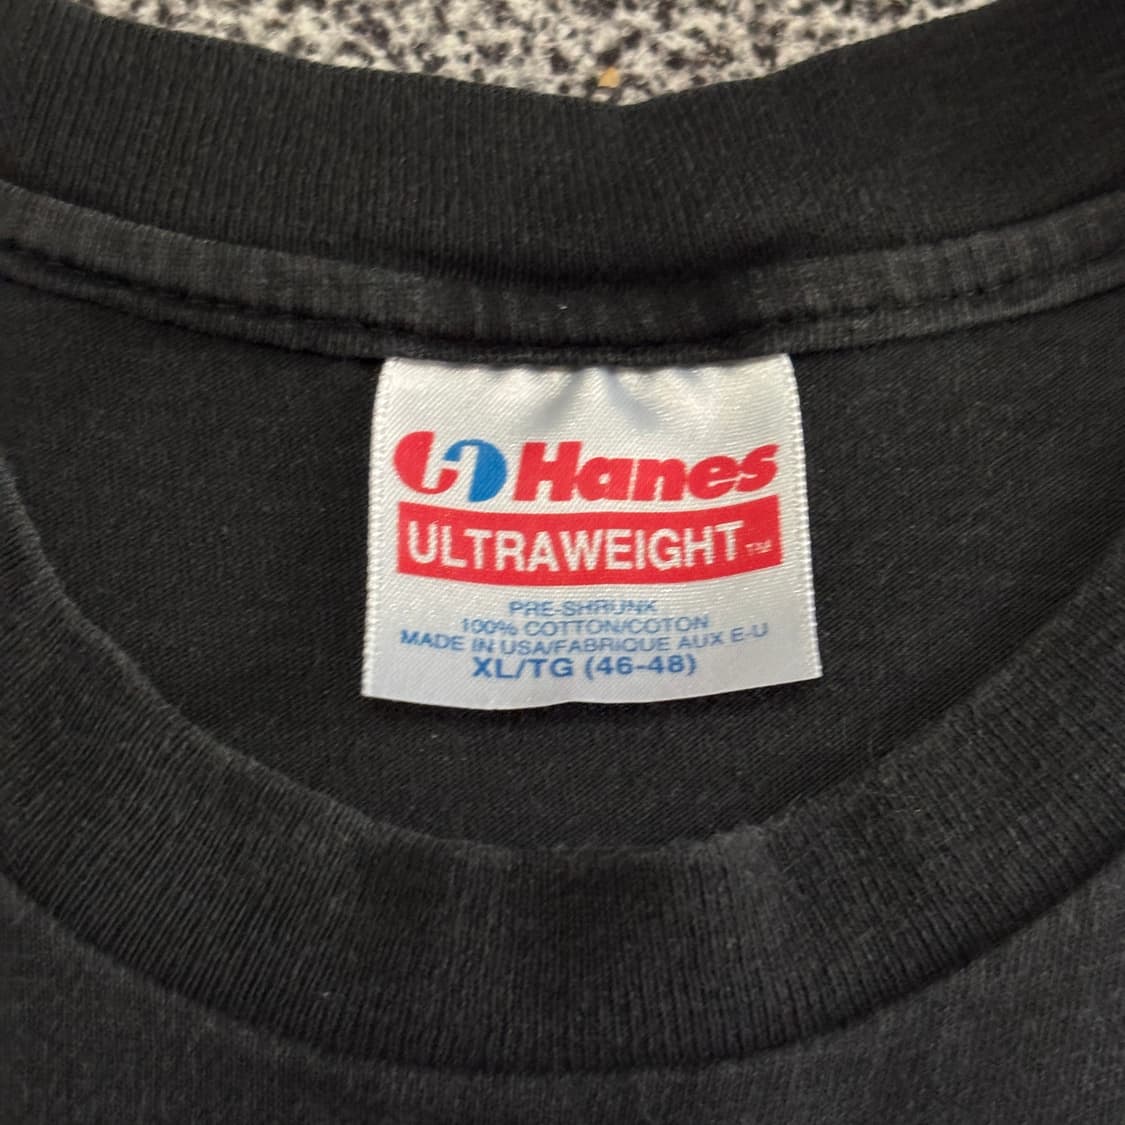 Hanes
ULTRAWEIGHT™
PRE-SHRUNK
100% COTTON/COTON
MADE IN USA/FABRIQUE AUX E-U
XL/TG (46-48)